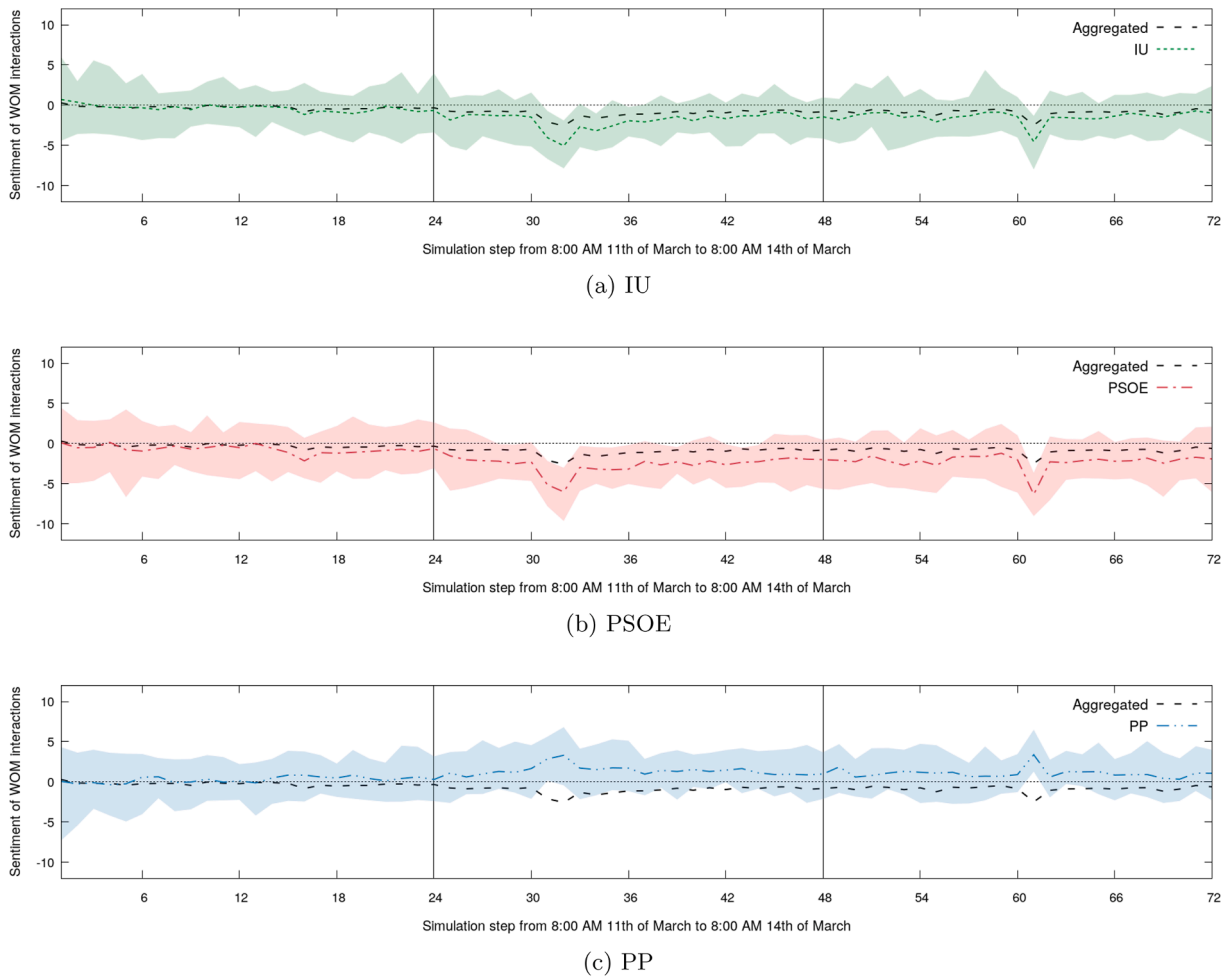 10
5
0
-5
-10
Sentiment of WOM interactions
Aggregated
IU
6 12 18 24 30 36 42 48 54 60 66 72
Simulation step from 8:00 AM 11th of March to 8:00 AM 14th of March
(a) IU
10
5
0
-5
-10
Sentiment of WOM interactions
Aggregated
PSOE
6 12 18 24 30 36 42 48 54 60 66 72
Simulation step from 8:00 AM 11th of March to 8:00 AM 14th of March
(b) PSOE
10
5
0
-5
-10
Sentiment of WOM interactions
Aggregated
PP
6 12 18 24 30 36 42 48 54 60 66 72
Simulation step from 8:00 AM 11th of March to 8:00 AM 14th of March
(c) PP